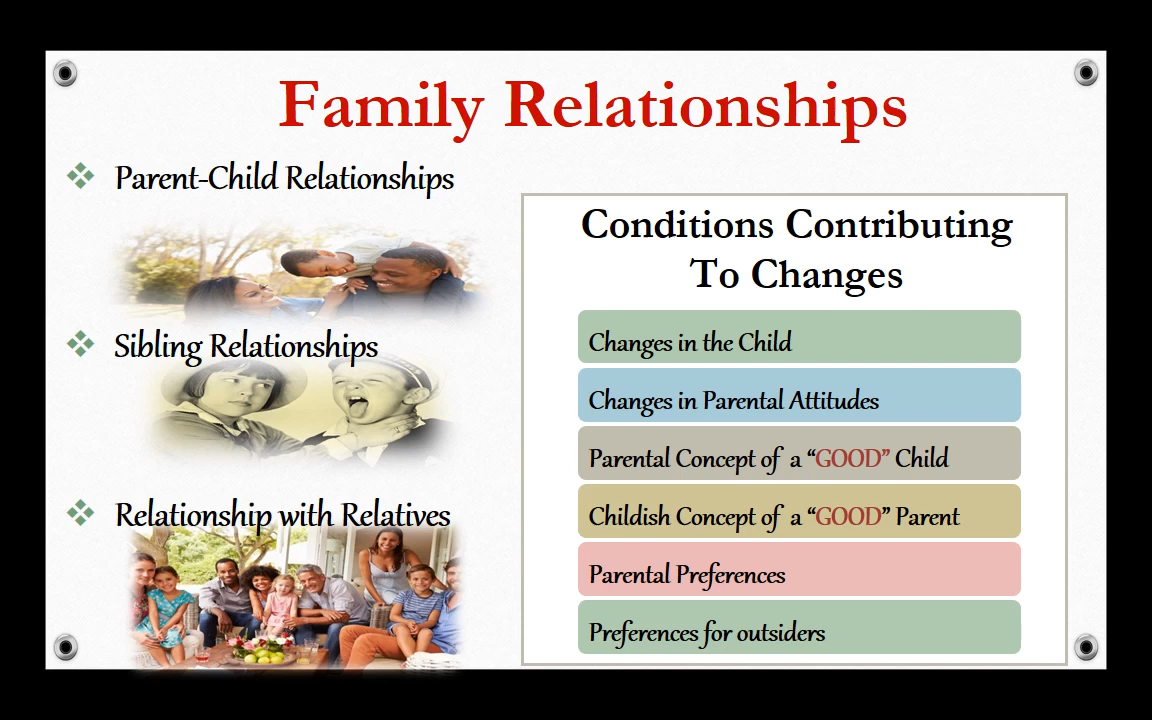 Family Relationships
Parent-Child Relationships
Sibling Relationships
Relationship with Relatives
Conditions Contributing
To Changes
Changes in the Child
Changes in Parental Attitudes
Parental Concept of a “GOOD” Child
Childish Concept of a “GOOD” Parent
Parental Preferences
Preferences for outsiders